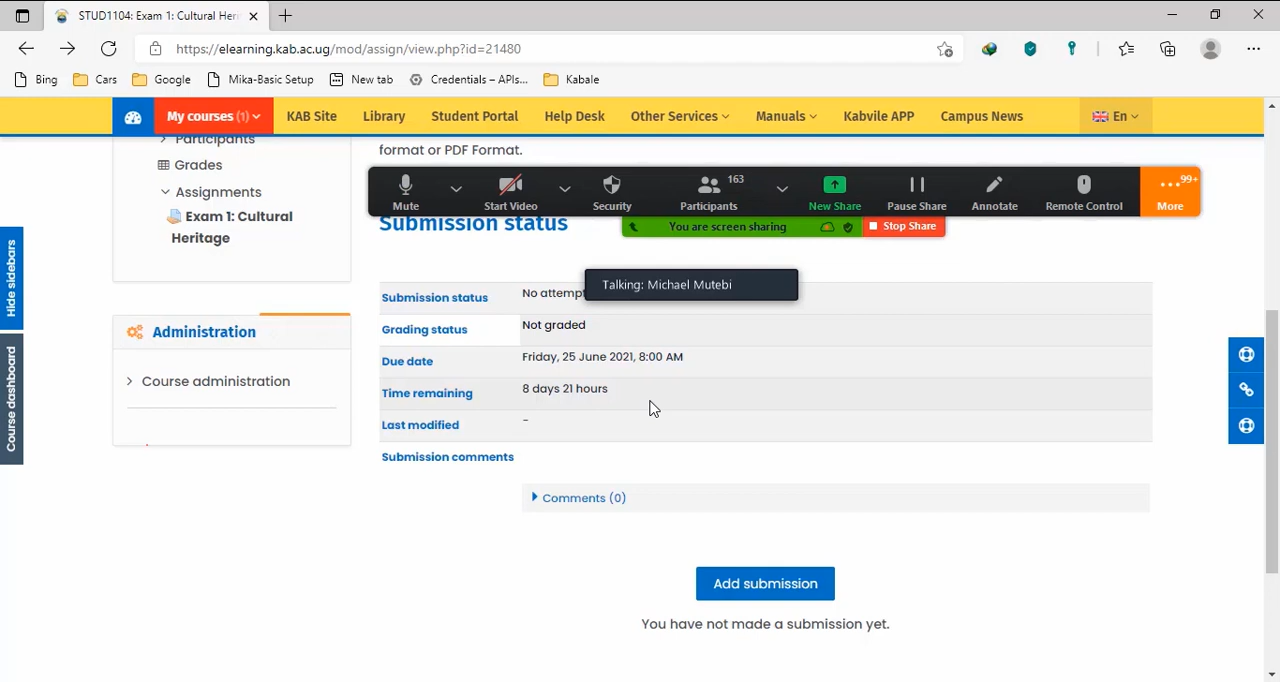 STUD1104: Exam 1: Cultural Her
https://elearning.kab.ac.ug/mod/assign/view.php?id=21480
Bing Cars Google Mika-Basic Setup New tab Credentials – APIs... Kabale
My courses (1) KAB Site Library Student Portal Help Desk Other Services Manuals Kabvile APP Campus News En
Participants
Grades
Assignments
Exam 1: Cultural
Heritage
Hide sidebars
Course dashboard
Administration
Course administration
format or PDF Format.
Mute Start Video Security Participants 163 New Share Pause Share Annotate Remote Control More 99+
Submission status
You are screen sharing Stop Share
Talking: Michael Mutebi
Submission status No attemp
Grading status Not graded
Due date Friday, 25 June 2021, 8:00 AM
Time remaining 8 days 21 hours
Last modified -
Submission comments
Comments (0)
Add submission
You have not made a submission yet.